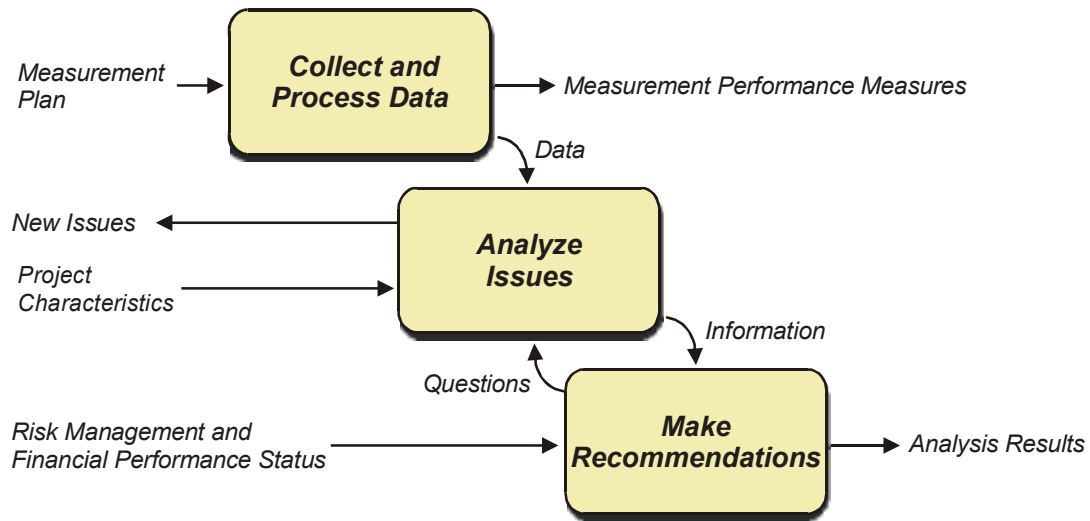 Measurement
Plan
Collect and
Process Data
Measurement Performance Measures
Data
New Issues
Analyze
Issues
Project
Characteristics
Information
Questions
Risk Management and
Financial Performance Status
Make
Recommendations
Analysis Results